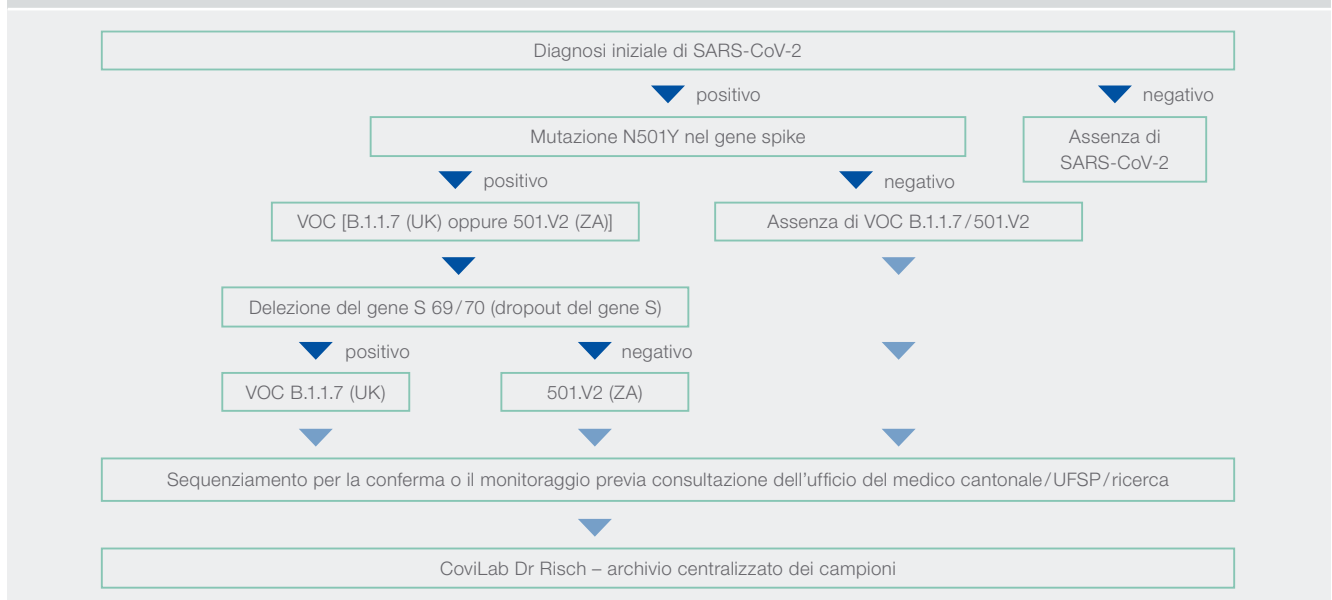 Diagnosi iniziale di SARS-CoV-2
positivo
negativo
Mutazione N501Y nel gene spike
Assenza di
SARS-CoV-2
positivo
negativo
VOC [B.1.1.7 (UK) oppure 501.V2 (ZA)]
Assenza di VOC B.1.1.7/501.V2
Delezione del gene S 69/70 (dropout del gene S)
positivo
negativo
VOC B.1.1.7 (UK)
501.V2 (ZA)
Sequenziamento per la conferma o il monitoraggio previa consultazione dell'ufficio del medico cantonale/UFSP/ricerca
CoviLab Dr Risch – archivio centralizzato dei campioni